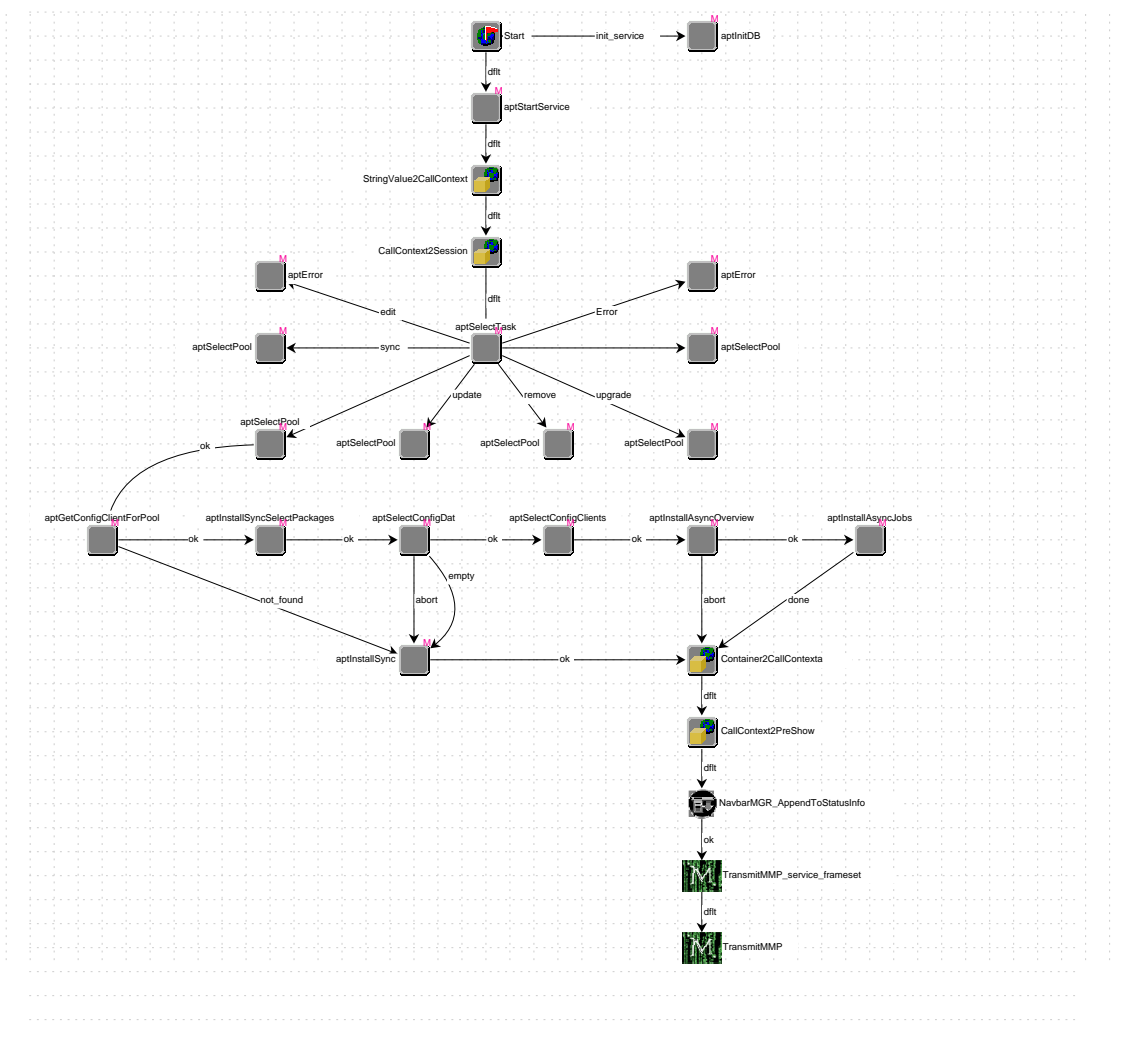 M
Start
init_service
aptInitDB
dflt
M
aptStartService
dflt
StringValue2CallContext
dflt
CallContext2Session
M
aptError
dflt
M
aptError
edit
Error
aptSelectTask
M
M
M
aptSelectPool
sync
aptSelectPool
update
remove
upgrade
aptSelectPool
M
M
M
M
ok
aptSelectPool
aptSelectPool
aptSelectPool
aptGetConfigClientForPool
aptInstallSyncSelectPackages
aptSelectConfigDat
aptSelectConfigClients
aptInstallAsyncOverview
aptInstallAsyncJobs
M
M
M
M
M
M
ok
ok
ok
ok
ok
empty
not_found
abort
abort
done
M
aptInstallSync
ok
Container2CallContexta
dflt
CallContext2PreShow
dflt
NavbarMGR_AppendToStatusInfo
ok
M
TransmitMMP_service_frameset
dflt
M
TransmitMMP